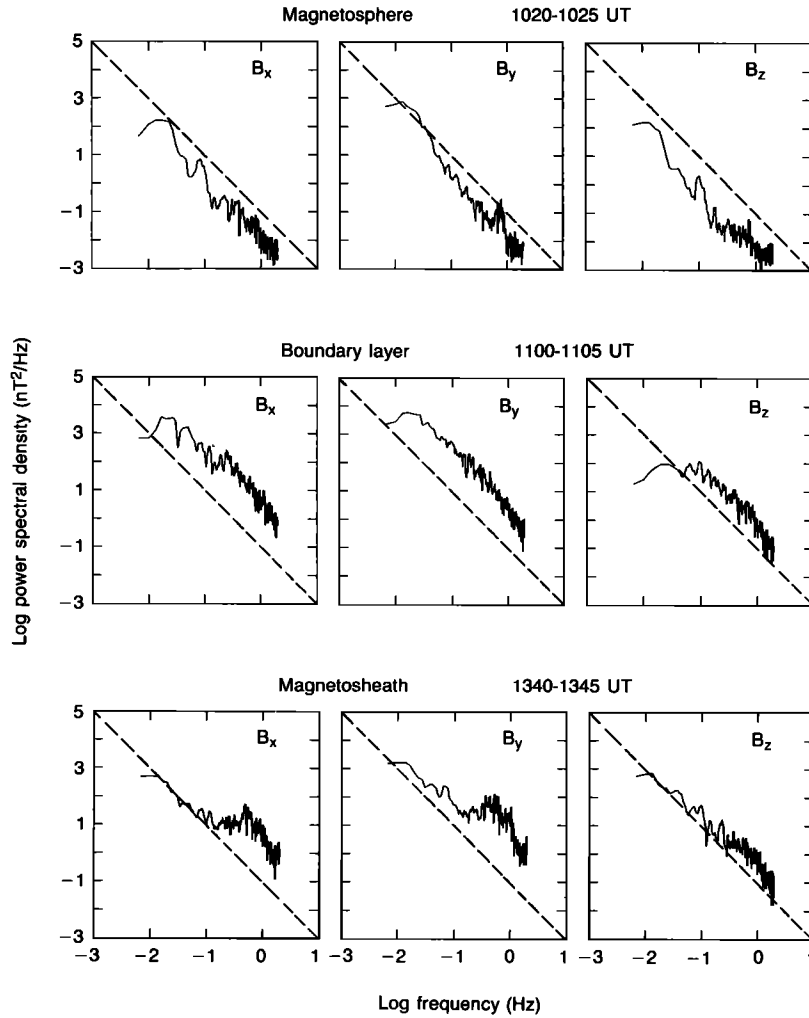 Magnetosphere 1020-1025 UT
5
3
1
−1
−3
Bx
By
Bz
Boundary layer 1100-1105 UT
5
3
1
−1
−3
Bx
By
Bz
Log power spectral density (nT²/Hz)
Magnetosheath 1340-1345 UT
5
3
1
−1
−3
Bx
By
Bz
−3 −2 −1 0 1 −3 −2 −1 0 1 −3 −2 −1 0 1
Log frequency (Hz)